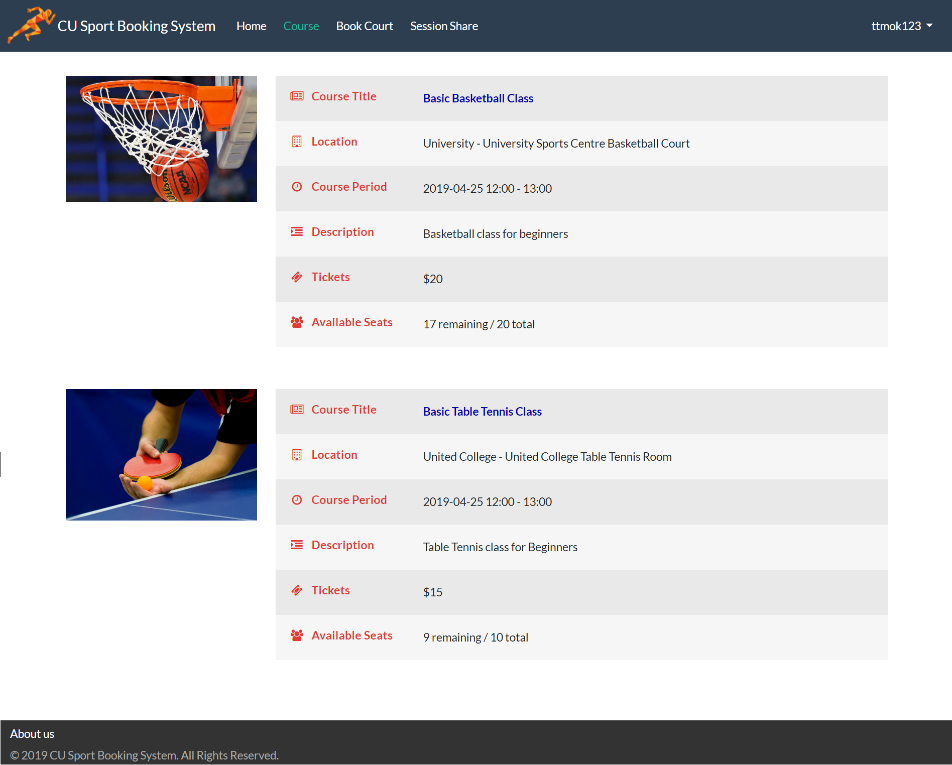 CU Sport Booking System Home Course Book Court Session Share ttmok123
Course Title Basic Basketball Class
Location University - University Sports Centre Basketball Court
Course Period 2019-04-25 12:00 - 13:00
Description Basketball class for beginners
Tickets $20
Available Seats 17 remaining / 20 total
NCAA
Wilson
Course Title Basic Table Tennis Class
Location United College - United College Table Tennis Room
Course Period 2019-04-25 12:00 - 13:00
Description Table Tennis class for Beginners
Tickets $15
Available Seats 9 remaining / 10 total
About us
© 2019 CU Sport Booking System. All Rights Reserved.